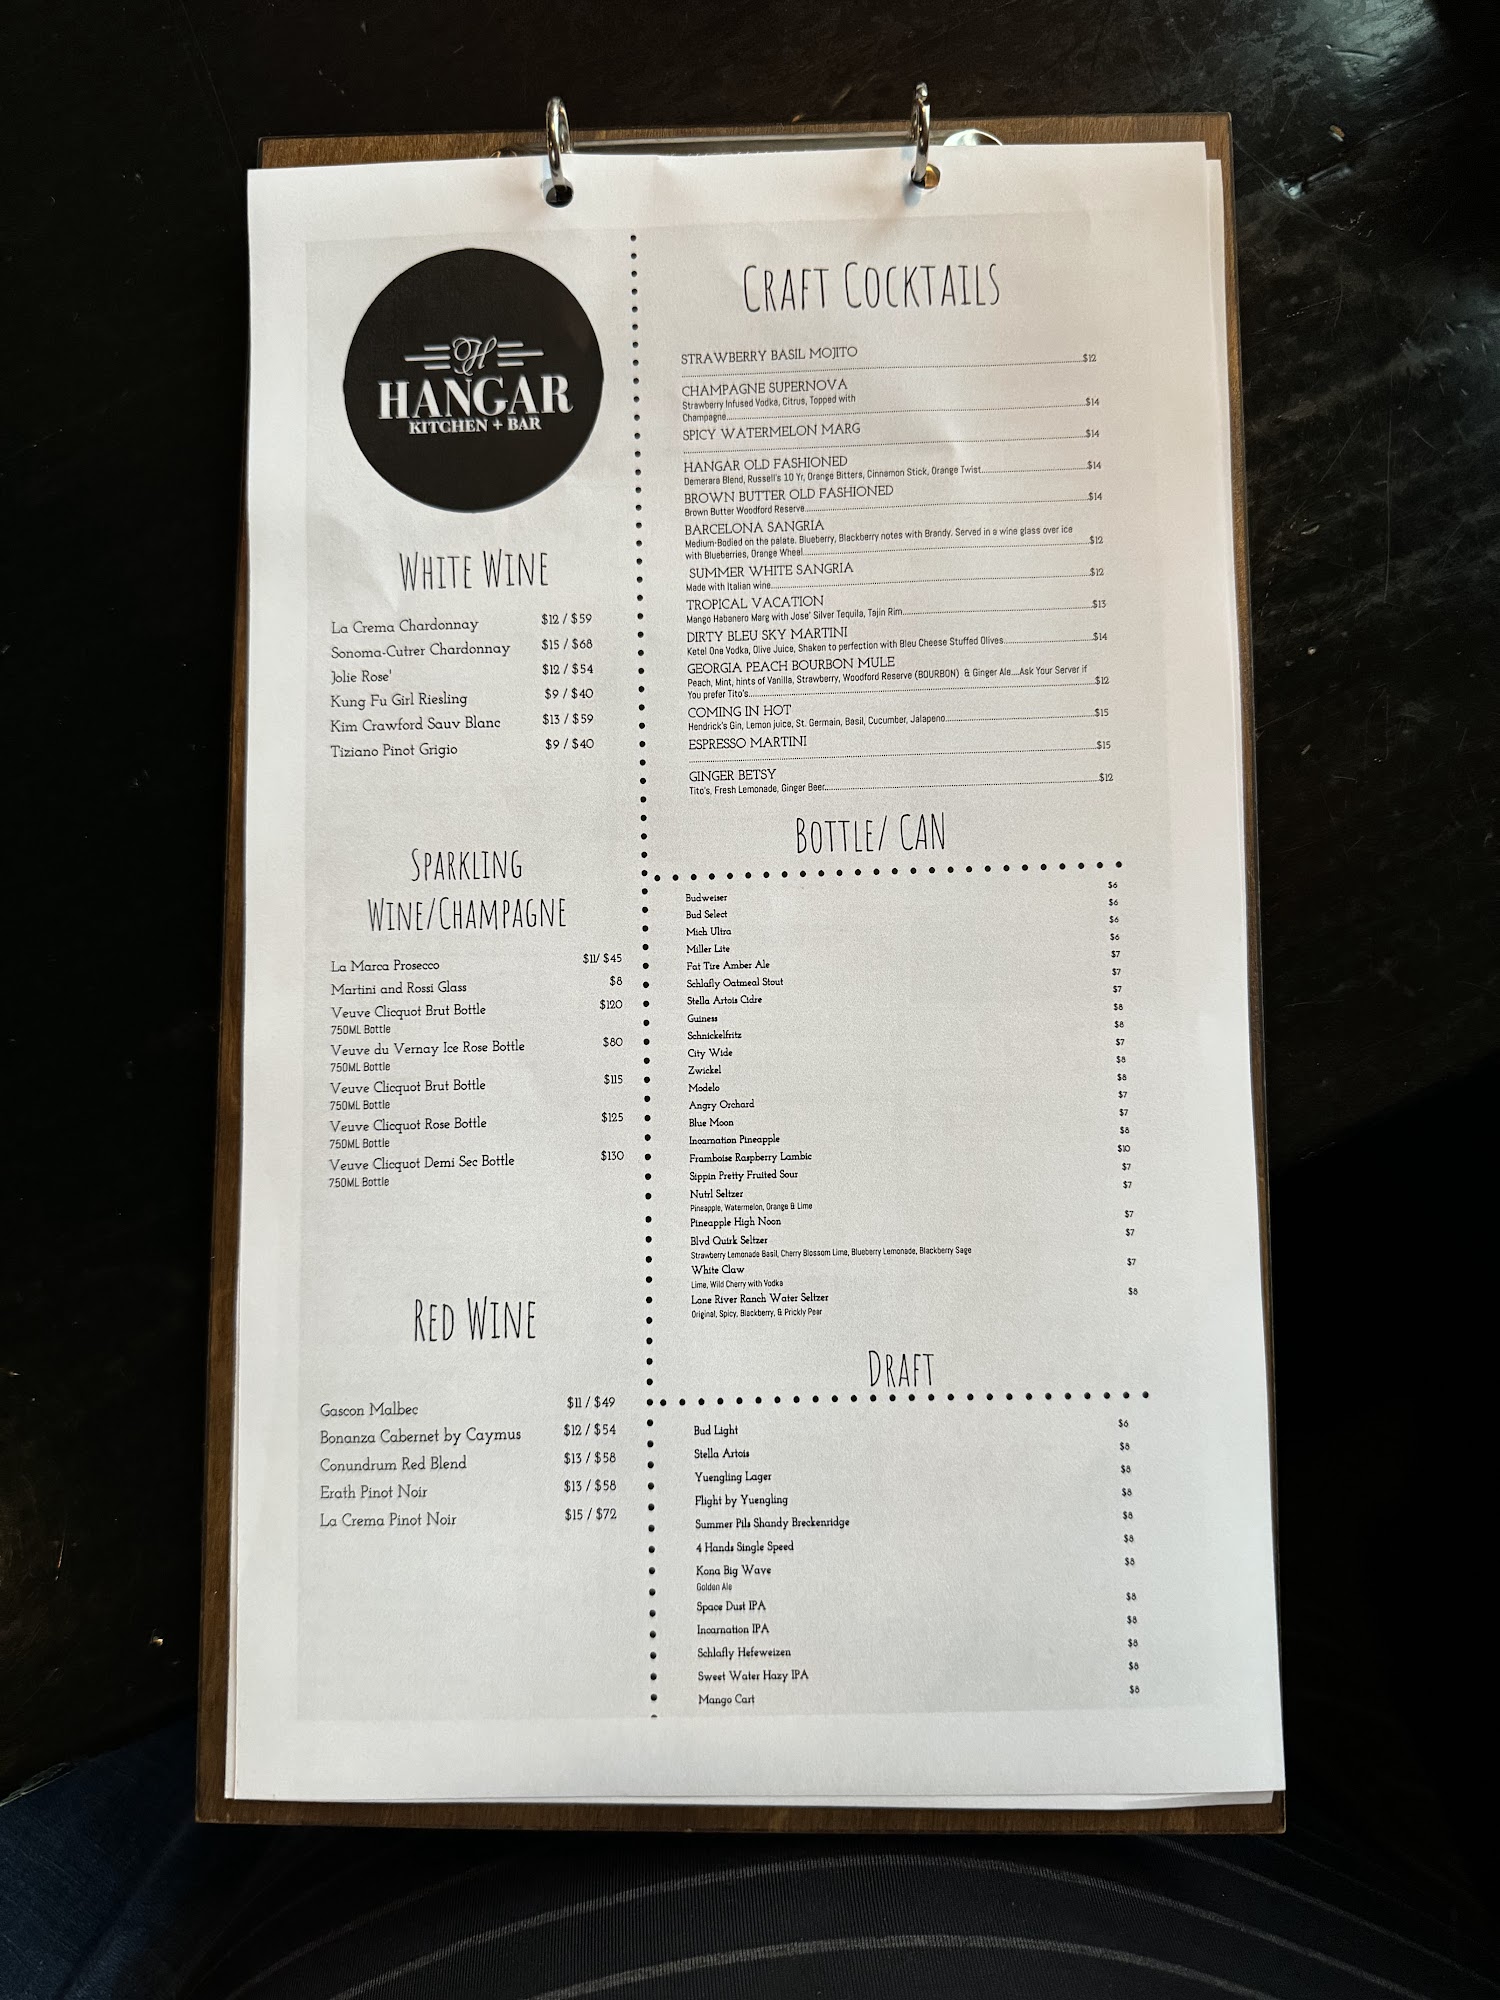 H
HANGAR
KITCHEN + BAR
WHITE WINE
La Crema Chardonnay $12 / $59
Sonoma-Cutrer Chardonnay $15 / $68
Jolie Rose' $12 / $54
Kung Fu Girl Riesling $9 / $40
Kim Crawford Sauv Blanc $13 / $59
Tiziano Pinot Grigio $9 / $40
SPARKLING
WINE/CHAMPAGNE
La Marca Prosecco $11/ $45
Martini and Rossi Glass $8
Veuve Clicquot Brut Bottle $120
750ML Bottle
Veuve du Vernay Ice Rose Bottle $80
750ML Bottle
Veuve Clicquot Brut Bottle $115
750ML Bottle
Veuve Clicquot Rose Bottle $125
750ML Bottle
Veuve Clicquot Demi Sec Bottle $130
750ML Bottle
RED WINE
Gascon Malbec $11 / $49
Bonanza Cabernet by Caymus $12 / $54
Conundrum Red Blend $13 / $58
Erath Pinot Noir $13 / $58
La Crema Pinot Noir $15 / $72
CRAFT COCKTAILS
STRAWBERRY BASIL MOJITO
$12
CHAMPAGNE SUPERNOVA
Strawberry Infused Vodka, Citrus, Topped with
Champagne $14
SPICY WATERMELON MARG
$14
HANGAR OLD FASHIONED
Demerara Blend, Russell's 10 Yr, Orange Bitters, Cinnamon Stick, Orange Twist $14
BROWN BUTTER OLD FASHIONED
Brown Butter Woodford Reserve $14
BARCELONA SANGRIA
Medium-Bodied on the palate. Blueberry, Blackberry notes with Brandy. Served in a wine glass over ice
with Blueberries, Orange Wheel $12
SUMMER WHITE SANGRIA
Made with Italian wine $12
TROPICAL VACATION
Mango Habanero Marg with Jose' Silver Tequila, Tajin Rim $13
DIRTY BLEU SKY MARTINI
Ketel One Vodka, Olive Juice, Shaken to perfection with Bleu Cheese Stuffed Olives $14
GEORGIA PEACH BOURBON MULE
Peach, Mint, hints of Vanilla, Strawberry, Woodford Reserve (BOURBON) & Ginger Ale....Ask Your Server if
You prefer Tito's $12
COMING IN HOT
Hendrick's Gin, Lemon juice, St. Germain, Basil, Cucumber, Jalapeno $15
ESPRESSO MARTINI
$15
GINGER BETSY
Tito's, Fresh Lemonade, Ginger Beer $12
BOTTLE/ CAN
Budweiser $6
Bud Select $6
Mich Ultra $6
Miller Lite $6
Fat Tire Amber Ale $7
Schlafly Oatmeal Stout $7
Stella Artois Cidre $7
Guiness $8
Schnickelfritz $8
City Wide $7
Zwickel $8
Modelo $8
Angry Orchard $7
Blue Moon $7
Incarnation Pineapple $8
Framboise Raspberry Lambic $10
Sippin Pretty Fruited Sour $7
Nutrl Seltzer $7
Pineapple, Watermelon, Orange & Lime
Pineapple High Noon $7
Blvd Quirk Seltzer $7
Strawberry Lemonade Basil, Cherry Blossom Lime, Blueberry Lemonade, Blackberry Sage
White Claw $7
Lime, Wild Cherry with Vodka
Lone River Ranch Water Seltzer $8
Original, Spicy, Blackberry, & Prickly Pear
DRAFT
Bud Light $6
Stella Artois $8
Yuengling Lager $8
Flight by Yuengling $8
Summer Pils Shandy Breckenridge $8
4 Hands Single Speed $8
Kona Big Wave $8
Golden Ale
Space Dust IPA $8
Incarnation IPA $8
Schlafly Hefeweizen $8
Sweet Water Hazy IPA $8
Mango Cart $8